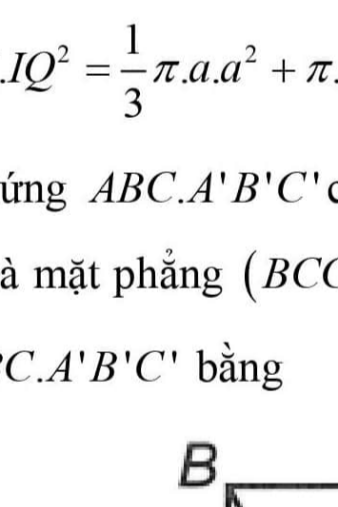 .IQ² = 1/3 π.a.a² + π.
ứng ABC.A'B'C'
à mặt phẳng (BCC
C.A'B'C' bằng
B